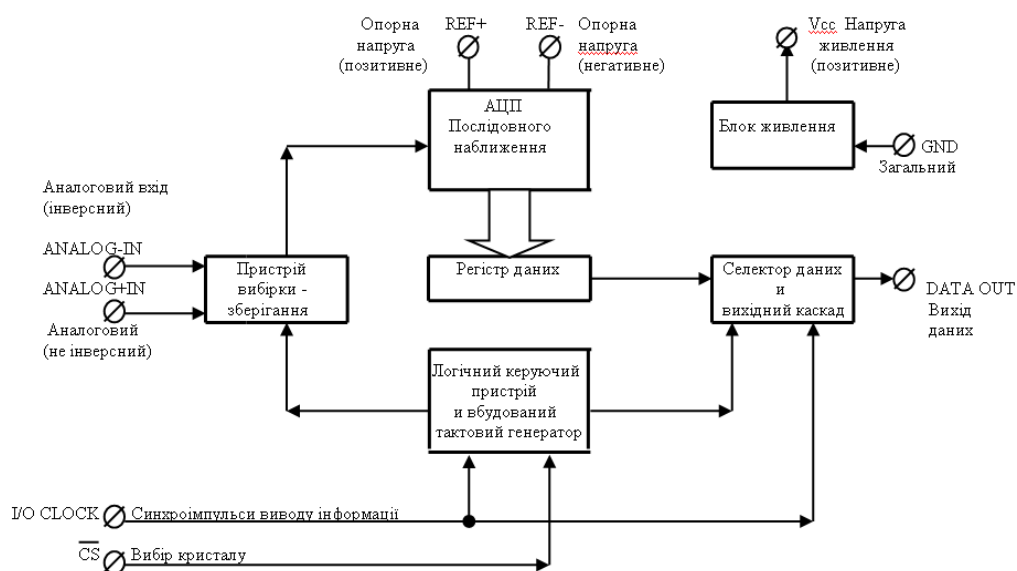 Опорна
напруга
(позитивне)
REF+
REF-
Опорна
напруга
(негативне)
Vcc Напруга
живлення
(позитивне)
АЦП
Послідовного
наближення
Блок живлення
GND
Загальний
Аналоговий вхід
(інверсний)
ANALOG-IN
ANALOG+IN
Аналоговий
(не інверсний)
Пристрій
вибірки -
зберігання
Регістр даних
Селектор даних
и
вихідний каскад
DATA OUT
Вихід
даних
Логічний керуючий
пристрій
и вбудований
тактовий генератор
I/O CLOCK
Синхроімпульси виводу інформації
CS
Вибір кристалу